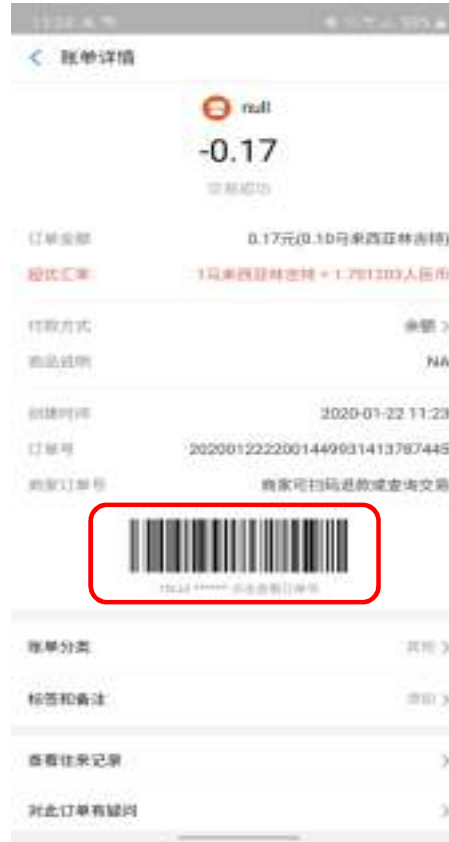 账单详情
null
-0.17
交易成功
订单金额 0.17元(0.10马来西亚林吉特)
超优汇率 1马来西亚林吉特 = 1.791203人民币
付款方式 余额
商品说明 NA
创建时间 2020-01-22 11:23
订单号 2020012222001449931413787445
商家订单号 商家可扫码退款或查询交易
账单分类 其他
标签和备注 添加
查看往来记录
对此订单有疑问